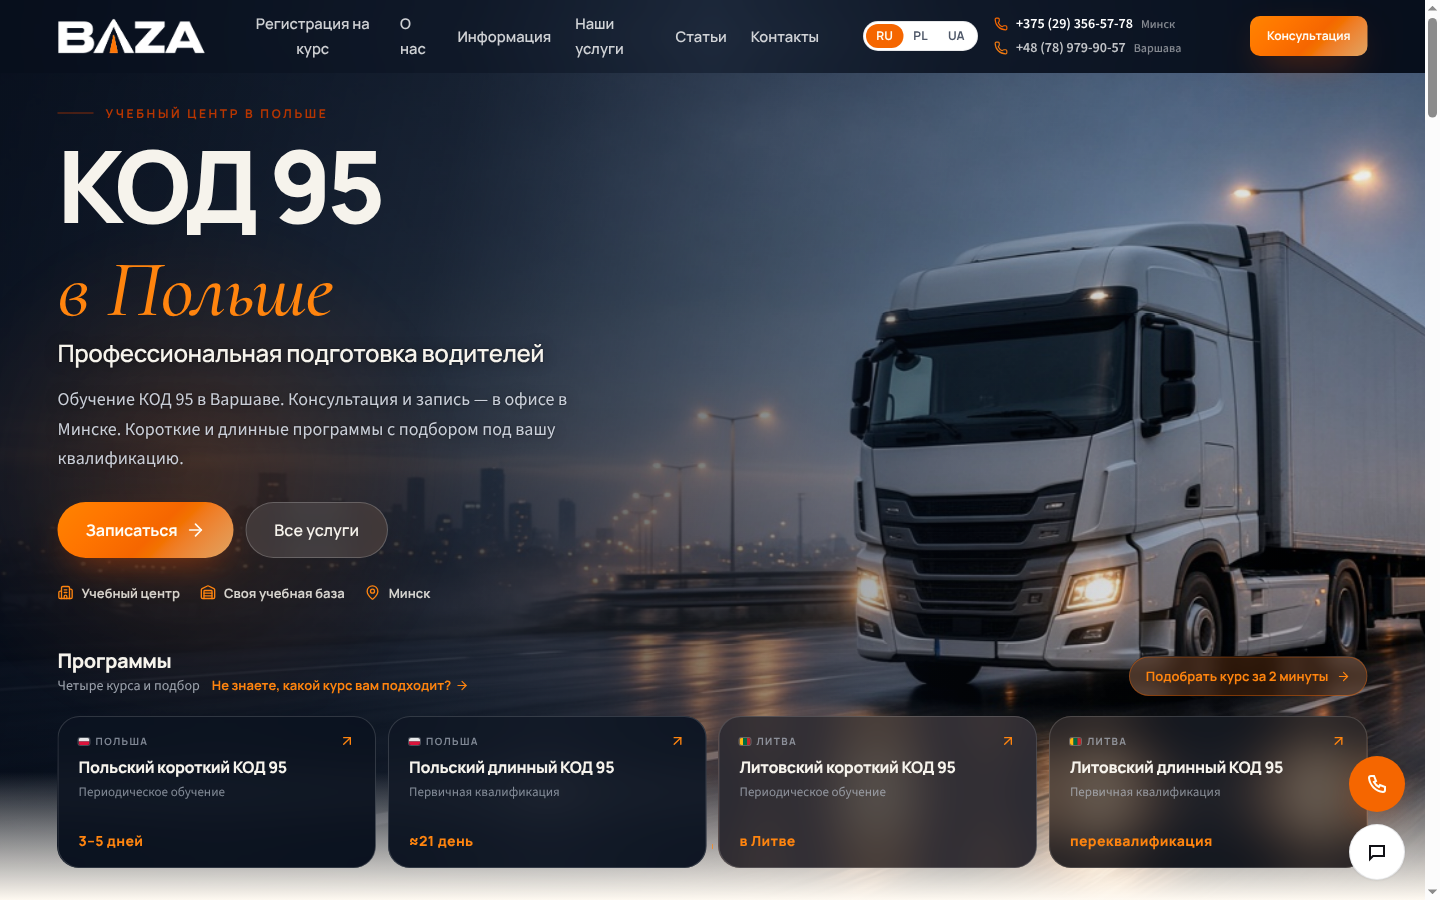 BAZA
Регистрация на курс
О нас
Информация
Наши услуги
Статьи
Контакты
RU PL UA
+375 (29) 356-57-78 Минск
+48 (78) 979-90-57 Варшава
Консультация
УЧЕБНЫЙ ЦЕНТР В ПОЛЬШЕ
КОД 95
в Польше
Профессиональная подготовка водителей
Обучение КОД 95 в Варшаве. Консультация и запись — в офисе в
Минске. Короткие и длинные программы с подбором под вашу
квалификацию.
Записаться →
Все услуги
Учебный центр
Своя учебная база
Минск
Программы
Четыре курса и подбор Не знаете, какой курс вам подходит? →
Подобрать курс за 2 минуты →
ПОЛЬША
Польский короткий КОД 95
Периодическое обучение
3–5 дней
ПОЛЬША
Польский длинный КОД 95
Первичная квалификация
≈21 день
ЛИТВА
Литовский короткий КОД 95
Периодическое обучение
в Литве
ЛИТВА
Литовский длинный КОД 95
Первичная квалификация
переквалификация